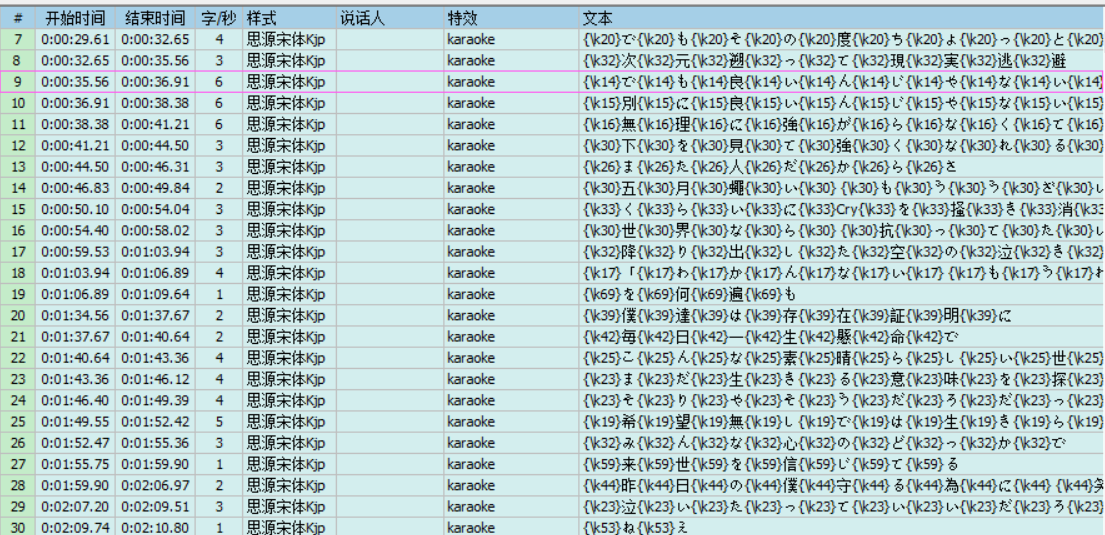 # 开始时间 结束时间 字/秒 样式 说话人 特效 文本
7 0:00:29.61 0:00:32.65 4 思源宋体Kjp karaoke {\k20}で{\k20}も{\k20}そ{\k20}の{\k20}度{\k20}ち{\k20}ょ{\k20}っ{\k20}と{\k20}
8 0:00:32.65 0:00:35.56 3 思源宋体Kjp karaoke {\k32}次{\k32}元{\k32}遡{\k32}っ{\k32}て{\k32}現{\k32}実{\k32}逃{\k32}避
9 0:00:35.56 0:00:36.91 6 思源宋体Kjp karaoke {\k14}で{\k14}も{\k14}良{\k14}い{\k14}ん{\k14}じ{\k14}ゃ{\k14}な{\k14}い{\k14}
10 0:00:36.91 0:00:38.38 6 思源宋体Kjp karaoke {\k15}別{\k15}に{\k15}良{\k15}い{\k15}ん{\k15}じ{\k15}ゃ{\k15}な{\k15}い{\k15}
11 0:00:38.38 0:00:41.21 6 思源宋体Kjp karaoke {\k16}無{\k16}理{\k16}に{\k16}強{\k16}が{\k16}ら{\k16}な{\k16}く{\k16}て{\k16}
12 0:00:41.21 0:00:44.50 3 思源宋体Kjp karaoke {\k30}下{\k30}を{\k30}見{\k30}て{\k30}強{\k30}く{\k30}な{\k30}れ{\k30}る{\k30}
13 0:00:44.50 0:00:46.31 3 思源宋体Kjp karaoke {\k26}ま{\k26}た{\k26}人{\k26}だ{\k26}か{\k26}ら{\k26}さ
14 0:00:46.83 0:00:49.84 2 思源宋体Kjp karaoke {\k30}五{\k30}月{\k30}蠅{\k30}い{\k30} {\k30}も{\k30}う{\k30}う{\k30}ざ{\k30}い
15 0:00:50.10 0:00:54.04 3 思源宋体Kjp karaoke {\k33}く{\k33}ら{\k33}い{\k33}に{\k33}Cry{\k33}を{\k33}掻{\k33}き{\k33}消{\k33
16 0:00:54.40 0:00:58.02 3 思源宋体Kjp karaoke {\k30}世{\k30}界{\k30}な{\k30}ら{\k30} {\k30}抗{\k30}っ{\k30}て{\k30}た{\k30}い
17 0:00:59.53 0:01:03.94 3 思源宋体Kjp karaoke {\k32}降{\k32}り{\k32}出{\k32}し{\k32}た{\k32}空{\k32}の{\k32}泣{\k32}き{\k32}
18 0:01:03.94 0:01:06.89 4 思源宋体Kjp karaoke {\k17}「{\k17}わ{\k17}か{\k17}ん{\k17}な{\k17}い{\k17} {\k17}も{\k17}う{\k17}
19 0:01:06.89 0:01:09.64 1 思源宋体Kjp karaoke {\k69}を{\k69}何{\k69}遍{\k69}も
20 0:01:34.56 0:01:37.67 2 思源宋体Kjp karaoke {\k39}僕{\k39}達{\k39}は{\k39}存{\k39}在{\k39}証{\k39}明{\k39}に
21 0:01:37.67 0:01:40.64 2 思源宋体Kjp karaoke {\k42}毎{\k42}日{\k42}一{\k42}生{\k42}懸{\k42}命{\k42}で
22 0:01:40.64 0:01:43.36 4 思源宋体Kjp karaoke {\k25}こ{\k25}ん{\k25}な{\k25}素{\k25}晴{\k25}ら{\k25}し{\k25}い{\k25}世{\k25}
23 0:01:43.36 0:01:46.12 4 思源宋体Kjp karaoke {\k23}ま{\k23}だ{\k23}生{\k23}き{\k23}る{\k23}意{\k23}味{\k23}を{\k23}探{\k23}
24 0:01:46.40 0:01:49.39 4 思源宋体Kjp karaoke {\k23}そ{\k23}り{\k23}や{\k23}そ{\k23}う{\k23}だ{\k23}ろ{\k23}だ{\k23}っ{\k23}
25 0:01:49.55 0:01:52.42 5 思源宋体Kjp karaoke {\k19}希{\k19}望{\k19}無{\k19}し{\k19}で{\k19}は{\k19}生{\k19}き{\k19}ら{\k19}
26 0:01:52.47 0:01:55.36 3 思源宋体Kjp karaoke {\k32}み{\k32}ん{\k32}な{\k32}心{\k32}の{\k32}ど{\k32}っ{\k32}か{\k32}で
27 0:01:55.75 0:01:59.90 1 思源宋体Kjp karaoke {\k59}来{\k59}世{\k59}を{\k59}信{\k59}じ{\k59}て{\k59}る
28 0:01:59.90 0:02:06.97 2 思源宋体Kjp karaoke {\k44}昨{\k44}日{\k44}の{\k44}僕{\k44}守{\k44}る{\k44}為{\k44}に{\k44} {\k44}
29 0:02:07.20 0:02:09.51 3 思源宋体Kjp karaoke {\k23}泣{\k23}い{\k23}た{\k23}っ{\k23}て{\k23}い{\k23}い{\k23}だ{\k23}ろ{\k23}
30 0:02:09.74 0:02:10.80 1 思源宋体Kjp karaoke {\k53}ね{\k53}え